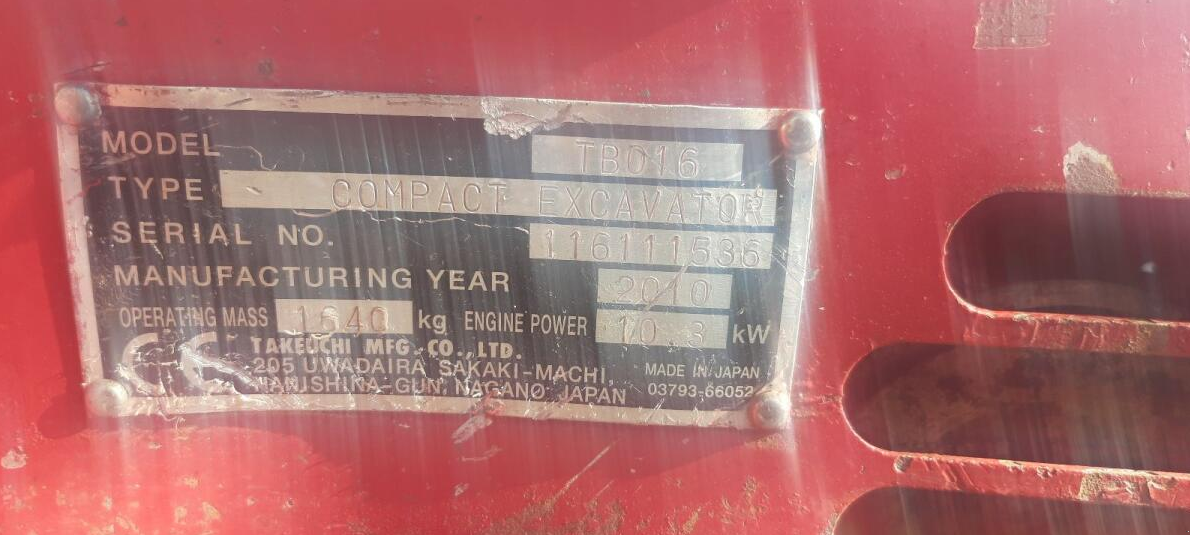 MODEL TB016
TYPE COMPACT EXCAVATOR
SERIAL NO. 116111536
MANUFACTURING YEAR 2010
OPERATING MASS 1640 kg ENGINE POWER 10.3 kW
CE TAKEUCHI MFG. CO., LTD.
205 UWADAIRA SAKAKI-MACHI,
HANISHINA-GUN, NAGANO JAPAN
MADE IN JAPAN
03793-66052